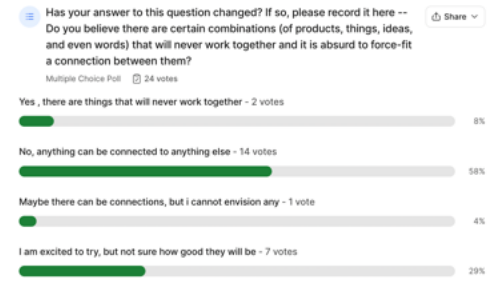 Has your answer to this question changed? If so, please record it here --
Share
Do you believe there are certain combinations (of products, things, ideas,
and even words) that will never work together and it is absurd to force-fit
a connection between them?
Multiple Choice Poll 24 votes
Yes , there are things that will never work together - 2 votes
8%
No, anything can be connected to anything else - 14 votes
58%
Maybe there can be connections, but i cannot envision any - 1 vote
4%
I am excited to try, but not sure how good they will be - 7 votes
29%